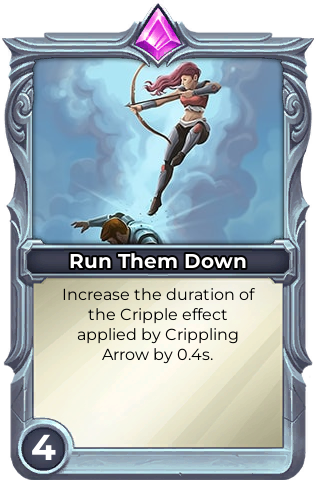 Run Them Down
Increase the duration of
the Cripple effect
applied by Crippling
Arrow by 0.4s.
4